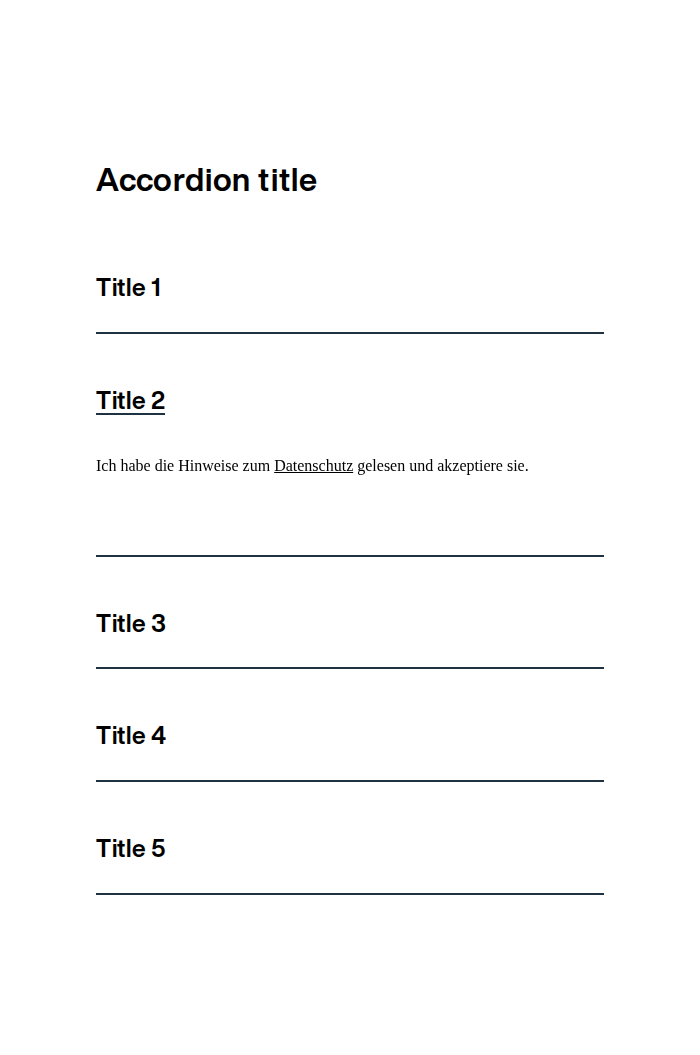 Accordion title
Title 1
Title 2
Ich habe die Hinweise zum Datenschutz gelesen und akzeptiere sie.
Title 3
Title 4
Title 5